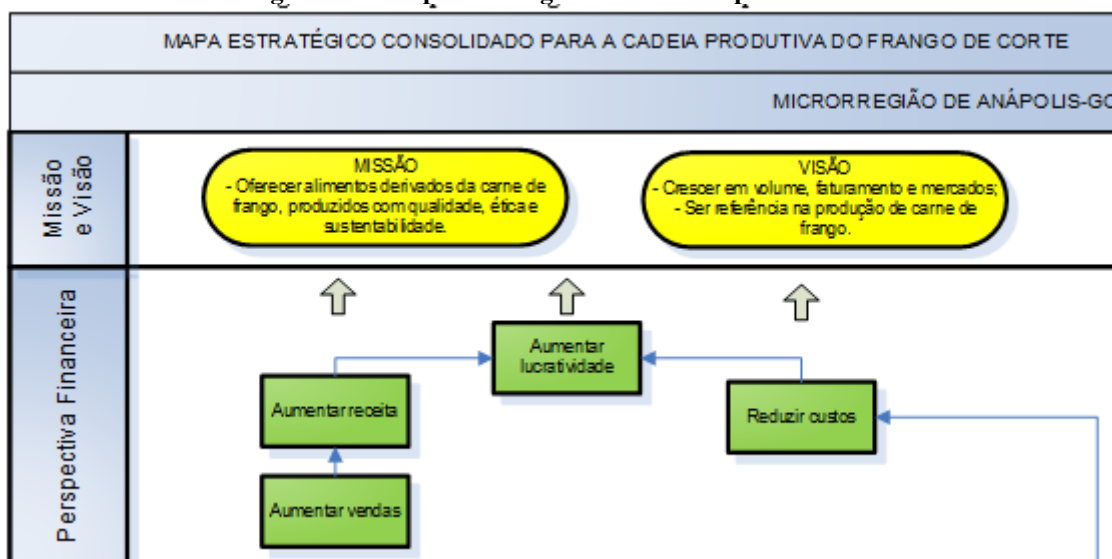 MAPA ESTRATÉGICO CONSOLIDADO PARA A CADEIA PRODUTIVA DO FRANGO DE CORTE
MICRORREGIÃO DE ANÁPOLIS-GO
Missão
e Visão
MISSÃO
- Oferecer alimentos derivados da carne de
frango, produzidos com qualidade, ética e
sustentabilidade.
VISÃO
- Crescer em volume, faturamento e mercados;
- Ser referência na produção de carne de
frango.
Perspectiva Financeira
Aumentar
lucratividade
Aumentar receita
Reduzir custos
Aumentar vendas